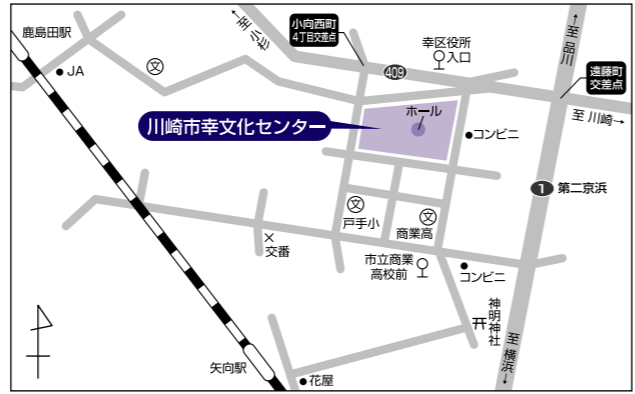 鹿島田駅
JA
文
←至小杉
小向西町
4丁目交差点
幸区役所
入口
409
至品川→
遠藤町
交差点
至 川崎→
川崎市幸文化センター
ホール
コンビニ
1 第二京浜
文
戸手小
文
商業高
交番
市立商業
高校前
コンビニ
神明神社
至 横浜→
矢向駅
花屋